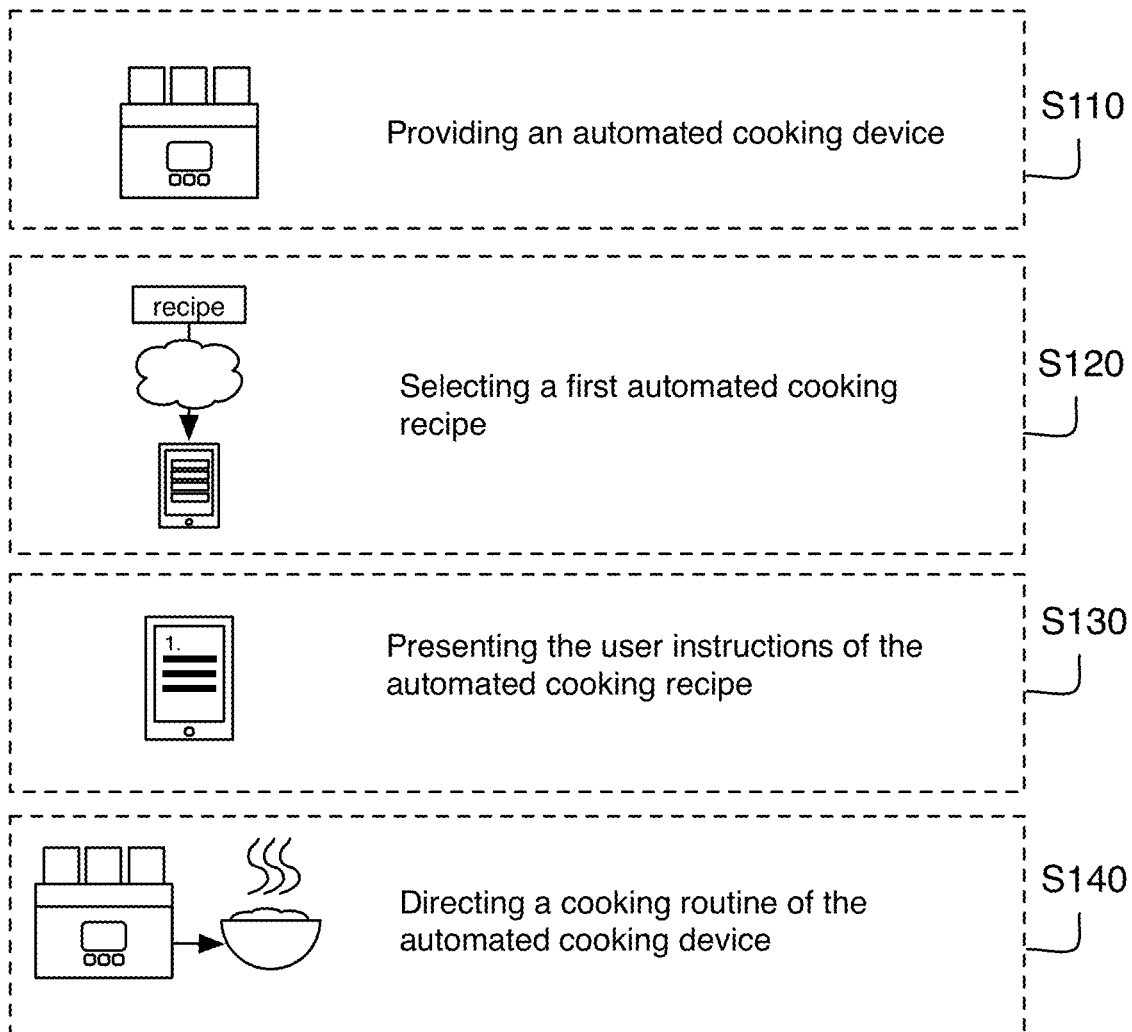 Providing an automated cooking device
S110
recipe
Selecting a first automated cooking
recipe
S120
1.
Presenting the user instructions of the
automated cooking recipe
S130
Directing a cooking routine of the
automated cooking device
S140